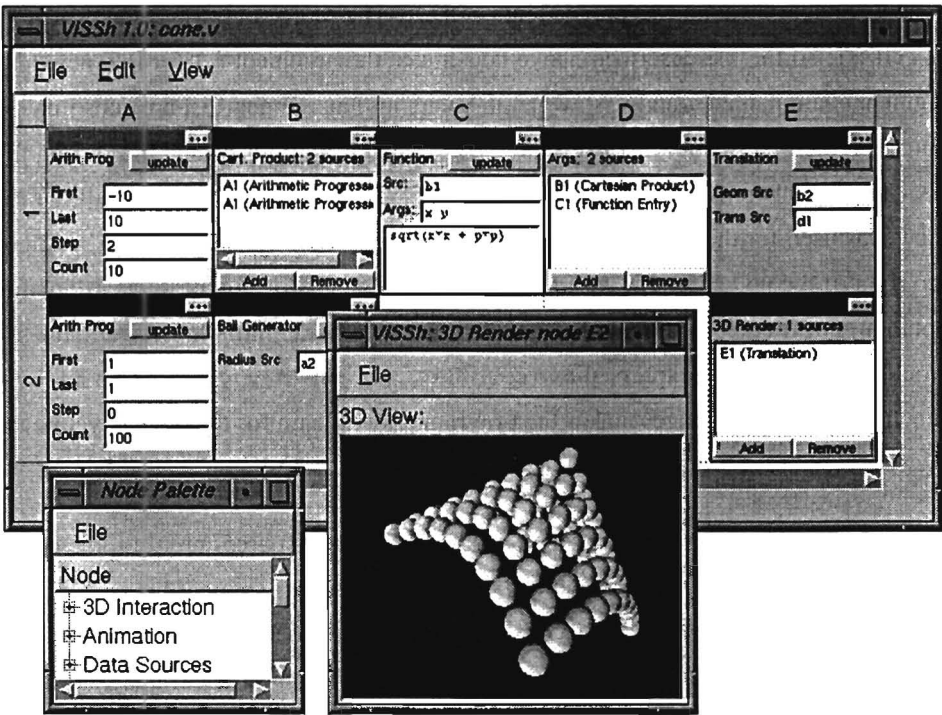 VISSh 1.0: cone.v
File Edit View
A B C D E
1
Arith Prog update
First -10
Last 10
Step 2
Count 10
Cart. Product: 2 sources
A1 (Arithmetic Progression
A1 (Arithmetic Progression
Add Remove
Function update
Src: b1
Args: x y
sqrt(x*x + y*y)
Args: 2 sources
B1 (Cartesian Product)
C1 (Function Entry)
Add Remove
Translation update
Geom Src b2
Trans Src d1
2
Arith Prog update
First 1
Last 1
Step 0
Count 100
Ball Generator
Radius Src a2
3D Render: 1 sources
E1 (Translation)
Add Remove
VISSh: 3D Render node E2
File
3D View:
Node Palette
File
Node
3D Interaction
Animation
Data Sources